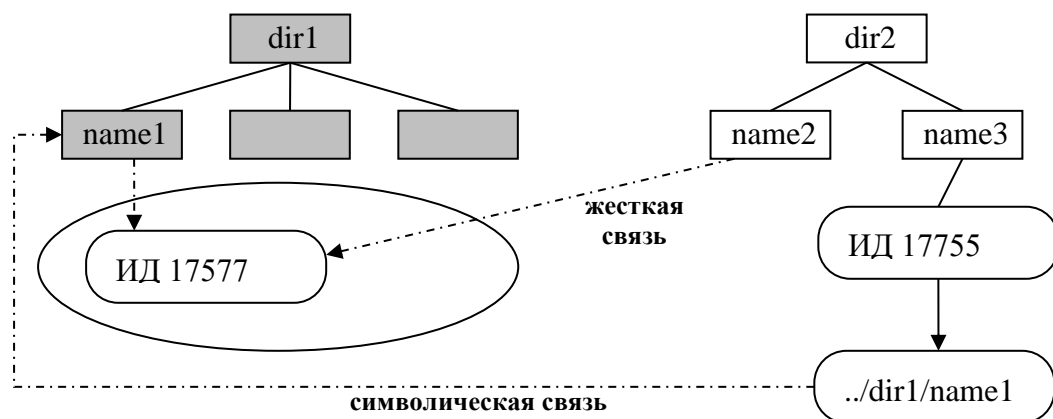 dir1
dir2
name1
name2
name3
жесткая
связь
ИД 17577
ИД 17755
../dir1/name1
символическая связь